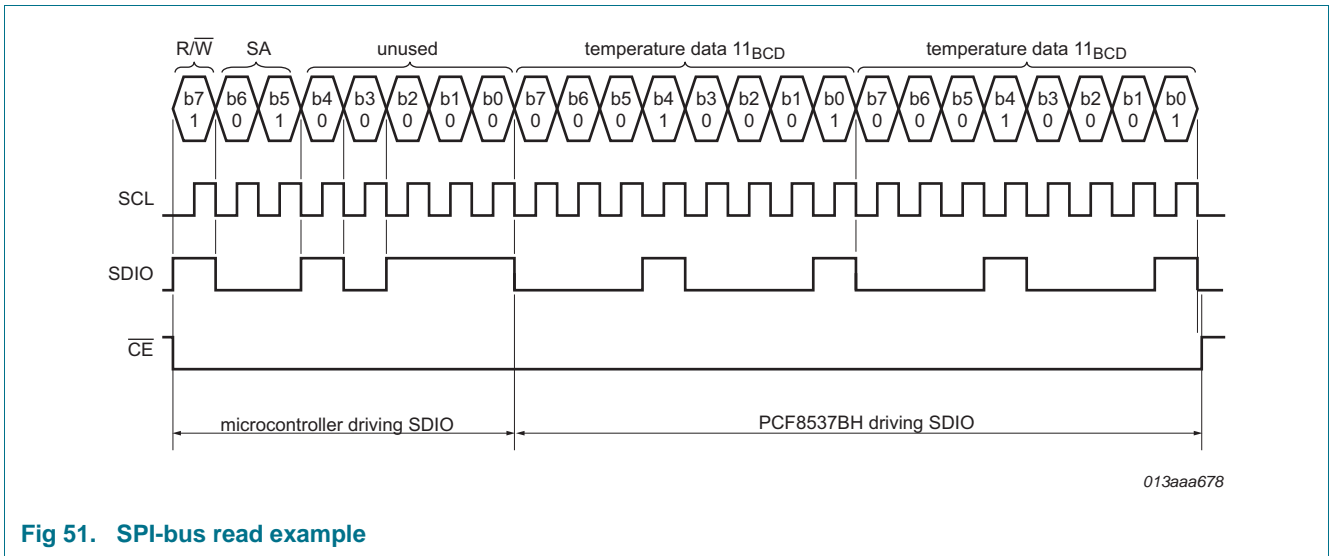 R/W SA unused temperature data 11BCD temperature data 11BCD
b7 b6 b5 b4 b3 b2 b1 b0 b7 b6 b5 b4 b3 b2 b1 b0 b7 b6 b5 b4 b3 b2 b1 b0
1 0 1 0 0 0 0 0 0 0 0 1 0 0 0 1 0 0 0 1 0 0 0 1
SCL
SDIO
CE
microcontroller driving SDIO PCF8537BH driving SDIO
013aaa678
Fig 51. SPI-bus read example